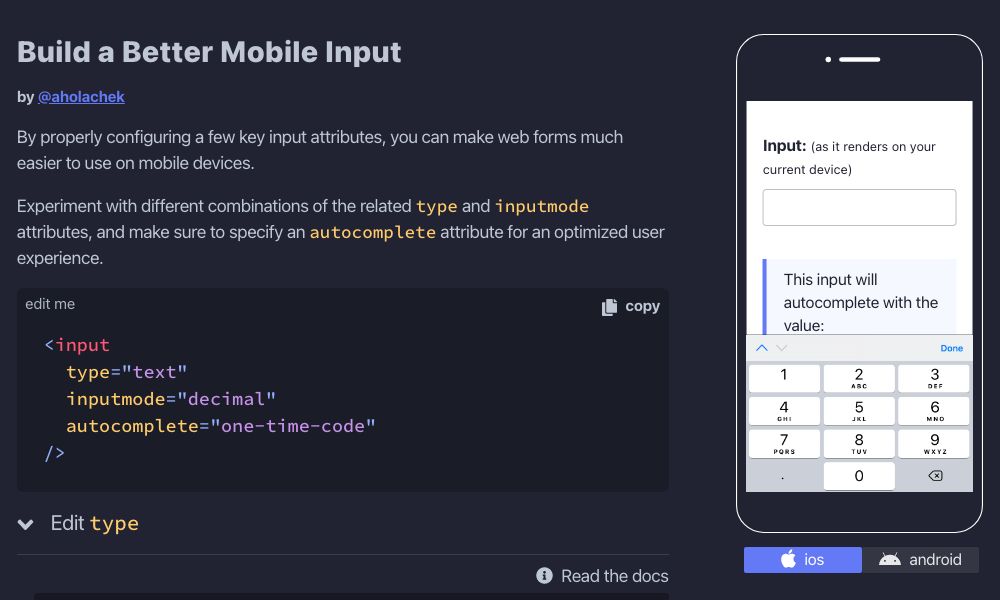 Build a Better Mobile Input
by @aholachek
By properly configuring a few key input attributes, you can make web forms much
easier to use on mobile devices.
Experiment with different combinations of the related type and inputmode
attributes, and make sure to specify an autocomplete attribute for an optimized user
experience.
edit me
copy
<input
type="text"
inputmode="decimal"
autocomplete="one-time-code"
/>
Edit type
Read the docs
Input: (as it renders on your
current device)
This input will
autocomplete with the
value:
Done
1 2 3
ABC DEF
4 5 6
GHI JKL MNO
7 8 9
PQRS TUV WXYZ
. 0
ios android